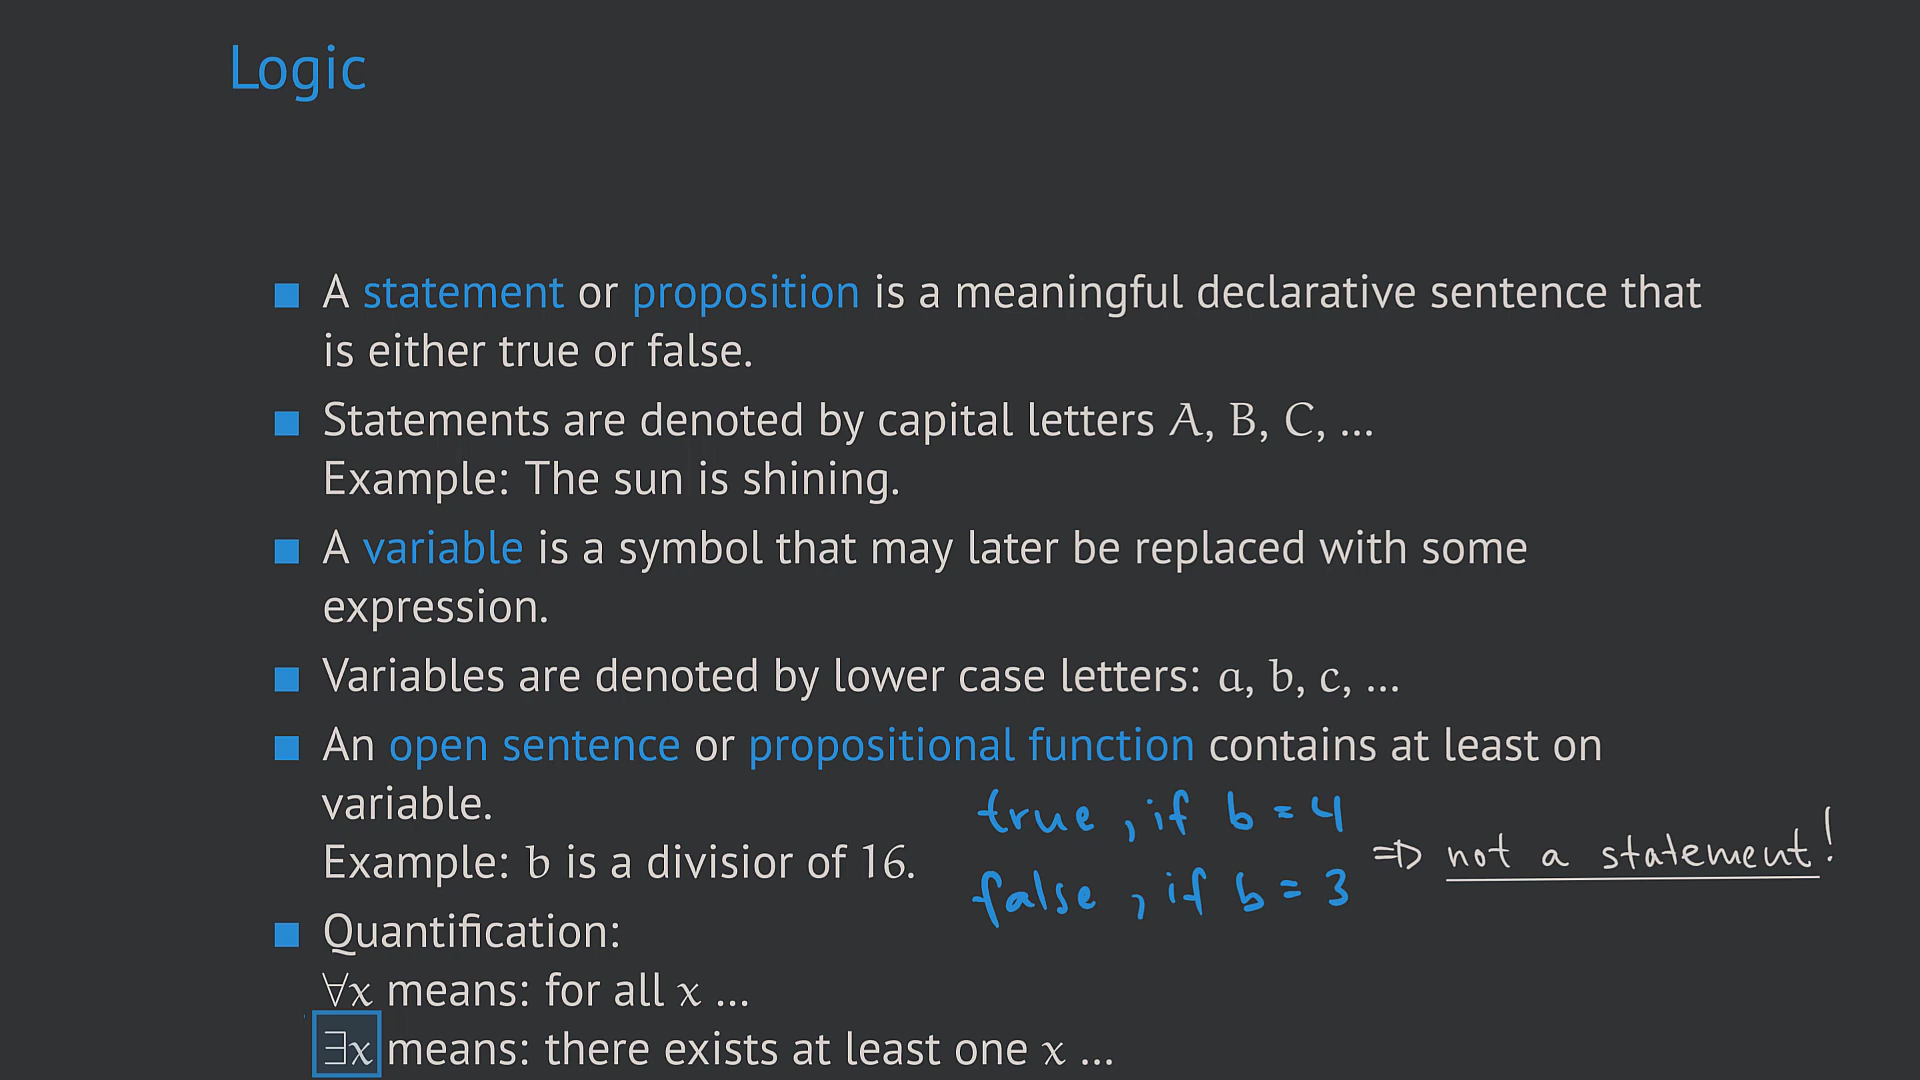 Logic
A statement or proposition is a meaningful declarative sentence that
is either true or false.
Statements are denoted by capital letters A, B, C, ...
Example: The sun is shining.
A variable is a symbol that may later be replaced with some
expression.
Variables are denoted by lower case letters: a, b, c, ...
An open sentence or propositional function contains at least on
variable.
true, if b = 4
Example: b is a divisior of 16.
⇒ not a statement!
false, if b = 3
Quantification:
∀x means: for all x ...
∃x means: there exists at least one x ...